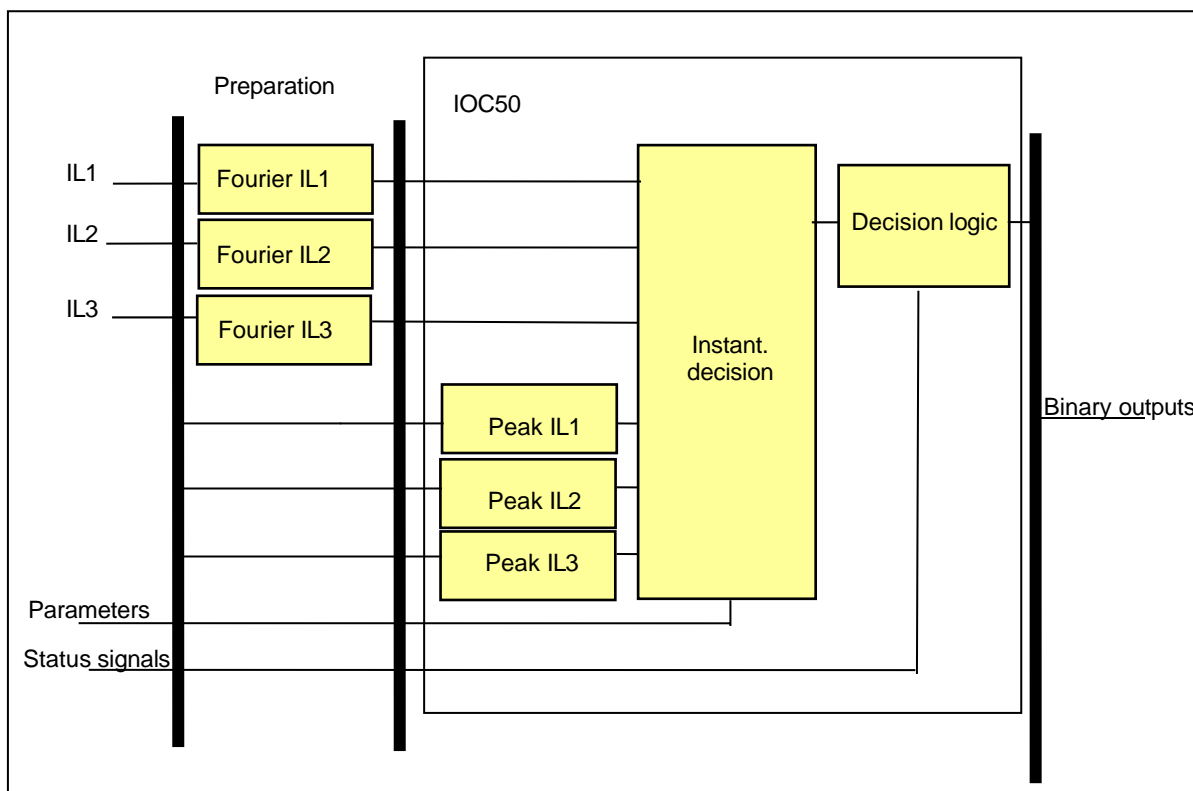 Preparation
IOC50
IL1
Fourier IL1
IL2
Fourier IL2
IL3
Fourier IL3
Decision logic
Instant.
decision
Peak IL1
Peak IL2
Peak IL3
Binary outputs
Parameters
Status signals